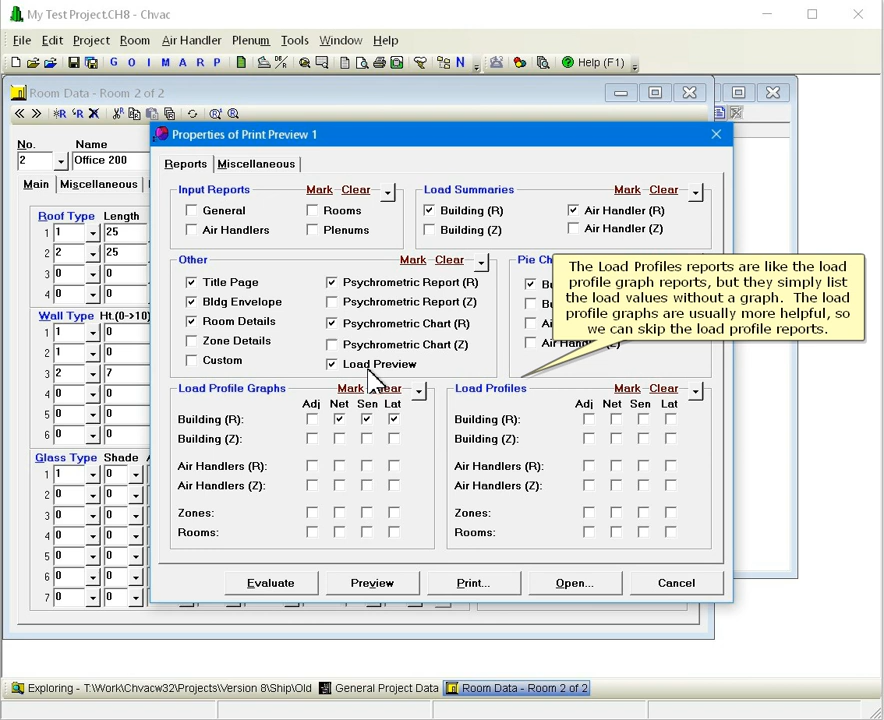 My Test Project.CH8 - Chvac
File Edit Project Room Air Handler Plenum Tools Window Help
G O I M A R P N Help (F1)
Room Data - Room 2 of 2
No. Name
2 Office 200
Main Miscellaneous
Properties of Print Preview 1
Reports Miscellaneous
Input Reports Mark Clear
General Rooms
Air Handlers Plenums
Load Summaries Mark Clear
Building (R) Air Handler (R)
Building (Z) Air Handler (Z)
Other Mark Clear
Title Page Psychrometric Report (R)
Bldg Envelope Psychrometric Report (Z)
Room Details Psychrometric Chart (R)
Zone Details Psychrometric Chart (Z)
Custom Load Preview
Pie Ch
Bu
Bu
Air
Air Handler (Z)
The Load Profiles reports are like the load
profile graph reports, but they simply list
the load values without a graph. The load
profile graphs are usually more helpful, so
we can skip the load profile reports.
Load Profile Graphs Mark Clear
Adj Net Sen Lat
Building (R):
Building (Z):
Air Handlers (R):
Air Handlers (Z):
Zones:
Rooms:
Load Profiles Mark Clear
Adj Net Sen Lat
Building (R):
Building (Z):
Air Handlers (R):
Air Handlers (Z):
Zones:
Rooms:
Evaluate Preview Print... Open... Cancel
Roof Type Length
1 1 25
2 2 25
3 0 0
4 0 0
Wall Type Ht.(0->10)
1 1 0
2 1 0
3 2 7
4 0 0
5 0 0
6 0 0
Glass Type Shade
1 1 0
2 0 0
3 0 0
4 0 0
5 0 0
6 0 0
7 0 0
Exploring - T:\Work\Chvacw32\Projects\Version 8\Ship\Old General Project Data Room Data - Room 2 of 2